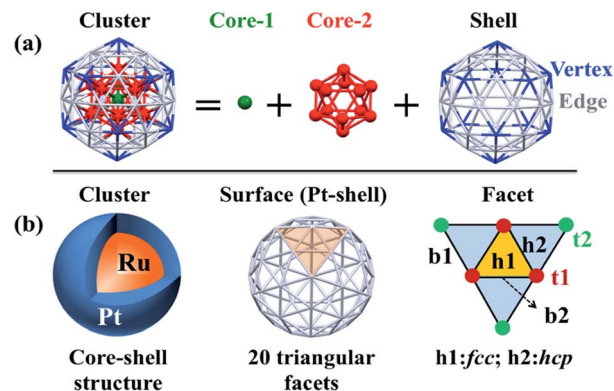 Cluster Core-1 Core-2 Shell
(a)
Vertex
= + +
Edge
Cluster Surface (Pt-shell) Facet
(b)
t2
b1 h2
Ru h1
t1
Pt b2
Core-shell structure
20 triangular facets
h1:fcc; h2:hcp